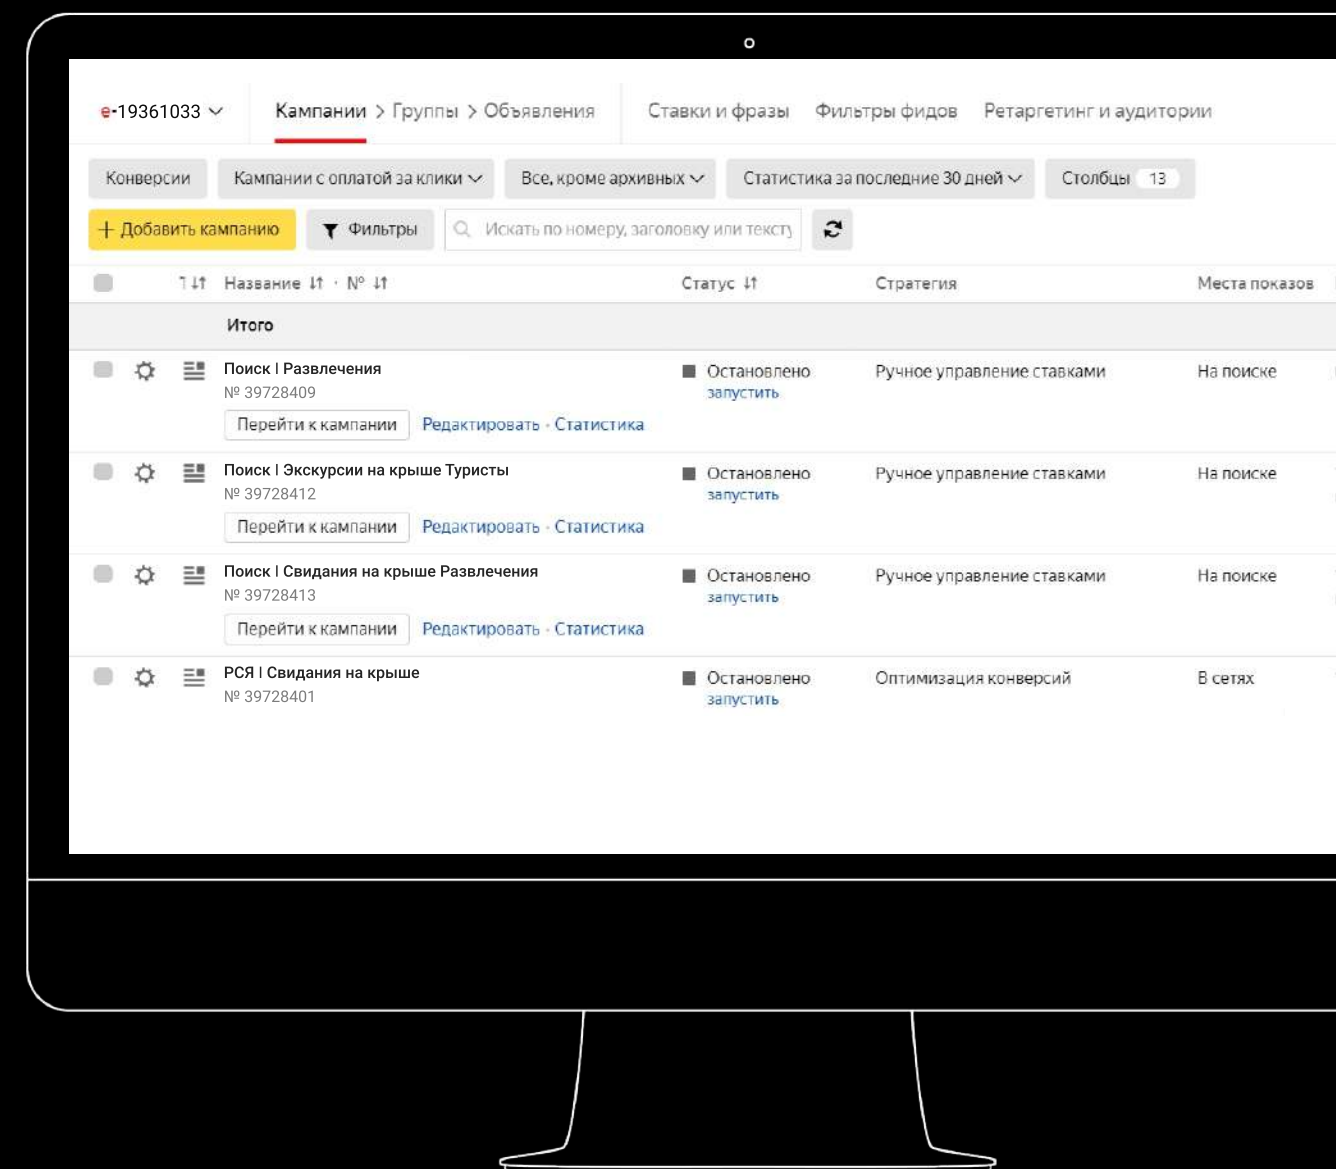 e-19361033
Кампании > Группы > Объявления
Ставки и фразы Фильтры фидов Ретаргетинг и аудитории
Конверсии Кампании с оплатой за клики Все, кроме архивных Статистика за последние 30 дней Столбцы 13
+ Добавить кампанию Фильтры Искать по номеру, заголовку или тексту
Т Название · № Статус Стратегия Места показов
Итого
Поиск | Развлечения Остановлено Ручное управление ставками На поиске
№ 39728409 запустить
Перейти к кампании Редактировать · Статистика
Поиск | Экскурсии на крыше Туристы Остановлено Ручное управление ставками На поиске
№ 39728412 запустить
Перейти к кампании Редактировать · Статистика
Поиск | Свидания на крыше Развлечения Остановлено Ручное управление ставками На поиске
№ 39728413 запустить
Перейти к кампании Редактировать · Статистика
РСЯ | Свидания на крыше Остановлено Оптимизация конверсий В сетях
№ 39728401 запустить